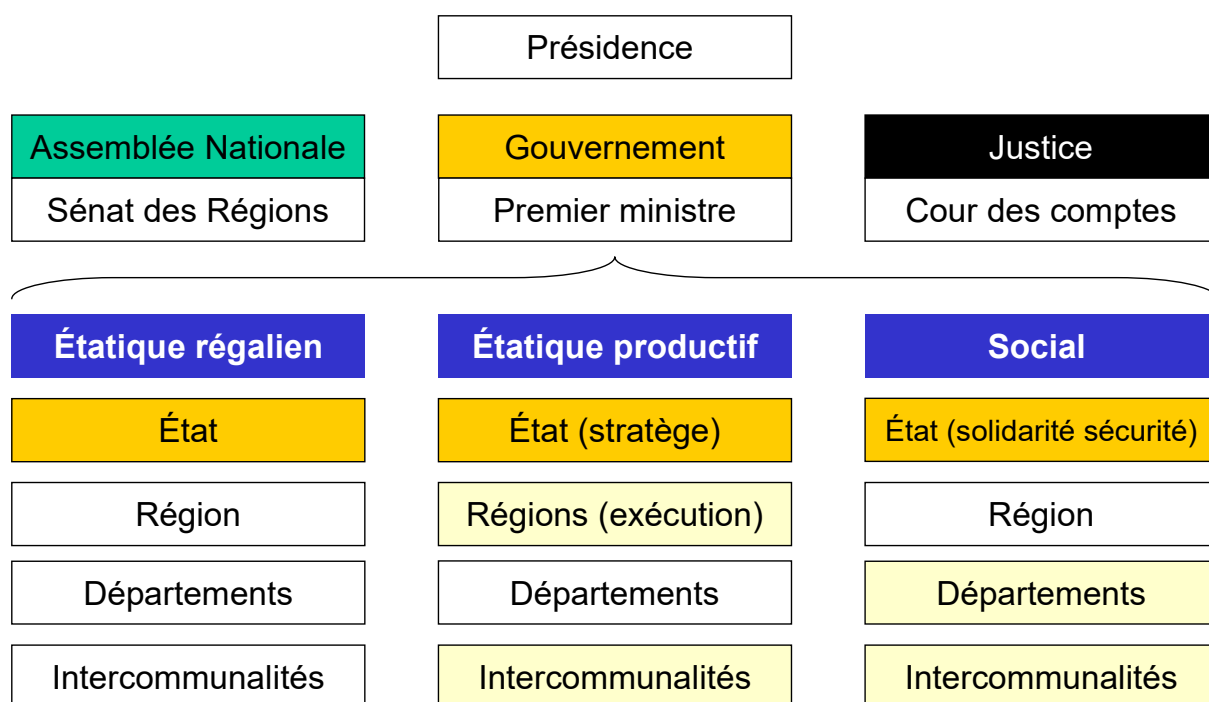 Présidence
Assemblée Nationale
Gouvernement
Justice
Sénat des Régions
Premier ministre
Cour des comptes
Étatique régalien
Étatique productif
Social
État
État (stratège)
État (solidarité sécurité)
Région
Régions (exécution)
Région
Départements
Départements
Départements
Intercommunalités
Intercommunalités
Intercommunalités